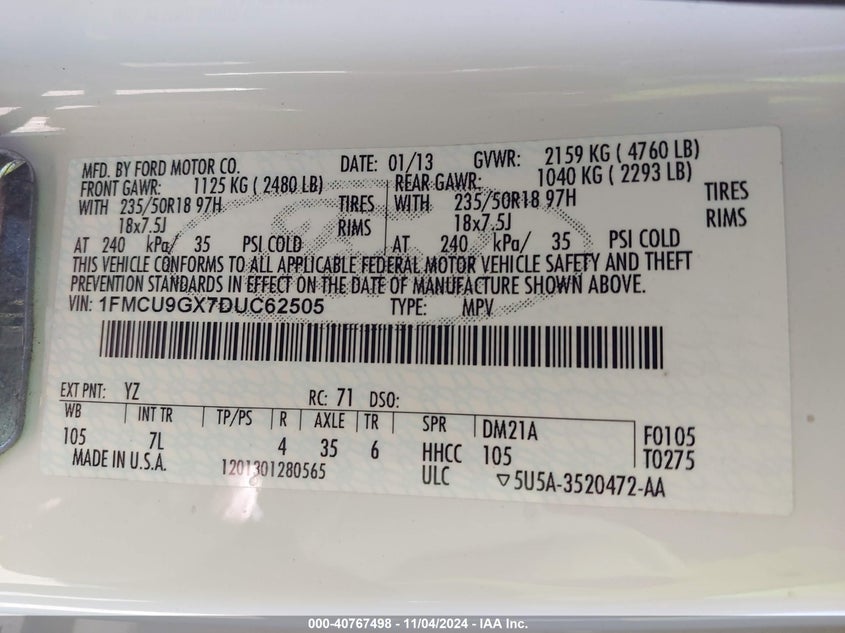 MFD. BY FORD MOTOR CO. DATE: 01/13 GVWR: 2159 KG ( 4760 LB)
FRONT GAWR: 1125 KG ( 2480 LB) REAR GAWR: 1040 KG ( 2293 LB)
WITH 235/50R18 97H TIRES WITH 235/50R18 97H TIRES
18x7.5J RIMS 18x7.5J RIMS
AT 240 kPa/ 35 PSI COLD AT 240 kPa/ 35 PSI COLD
THIS VEHICLE CONFORMS TO ALL APPLICABLE FEDERAL MOTOR VEHICLE SAFETY AND THEFT
PREVENTION STANDARDS IN EFFECT ON THE DATE OF MANUFACTURE SHOWN ABOVE.
VIN: 1FMCU9GX7DUC62505 TYPE: MPV
EXT PNT: YZ RC: 71 DSO:
WB INT TR TP/PS R AXLE TR SPR DM21A F0105
105 7L 4 35 6 HHCC 105 T0275
MADE IN U.S.A. 1201301280565 ULC ▽5U5A-3520472-AA
000-40767498 - 11/04/2024 - IAA Inc.